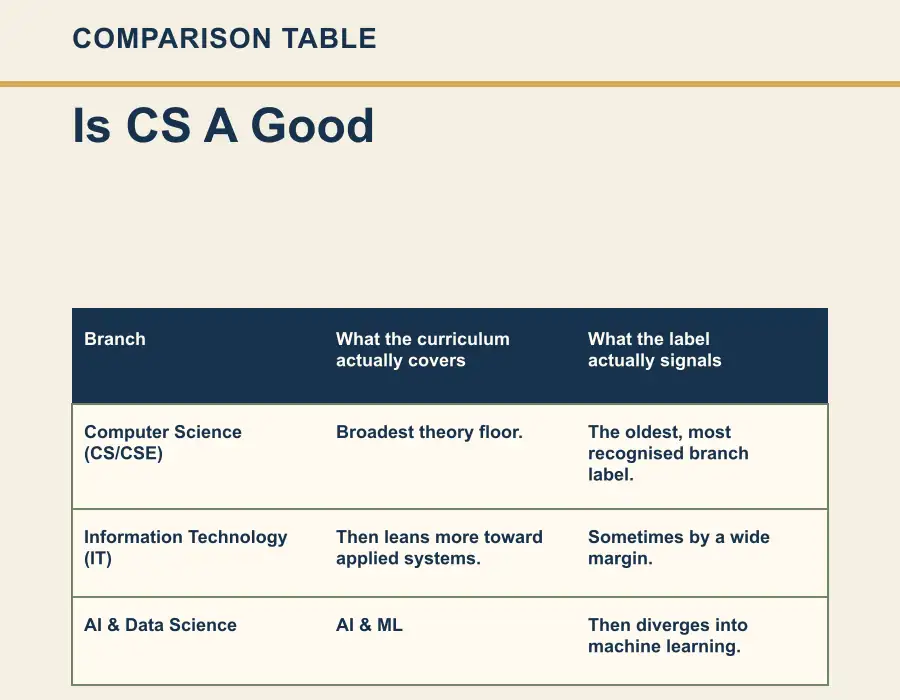 COMPARISON TABLE
Is CS A Good
Branch
What the curriculum
actually covers
What the label
actually signals
Computer Science
(CS/CSE)
Broadest theory floor.
The oldest, most
recognised branch
label.
Information Technology
(IT)
Then leans more toward
applied systems.
Sometimes by a wide
margin.
AI & Data Science
AI & ML
Then diverges into
machine learning.